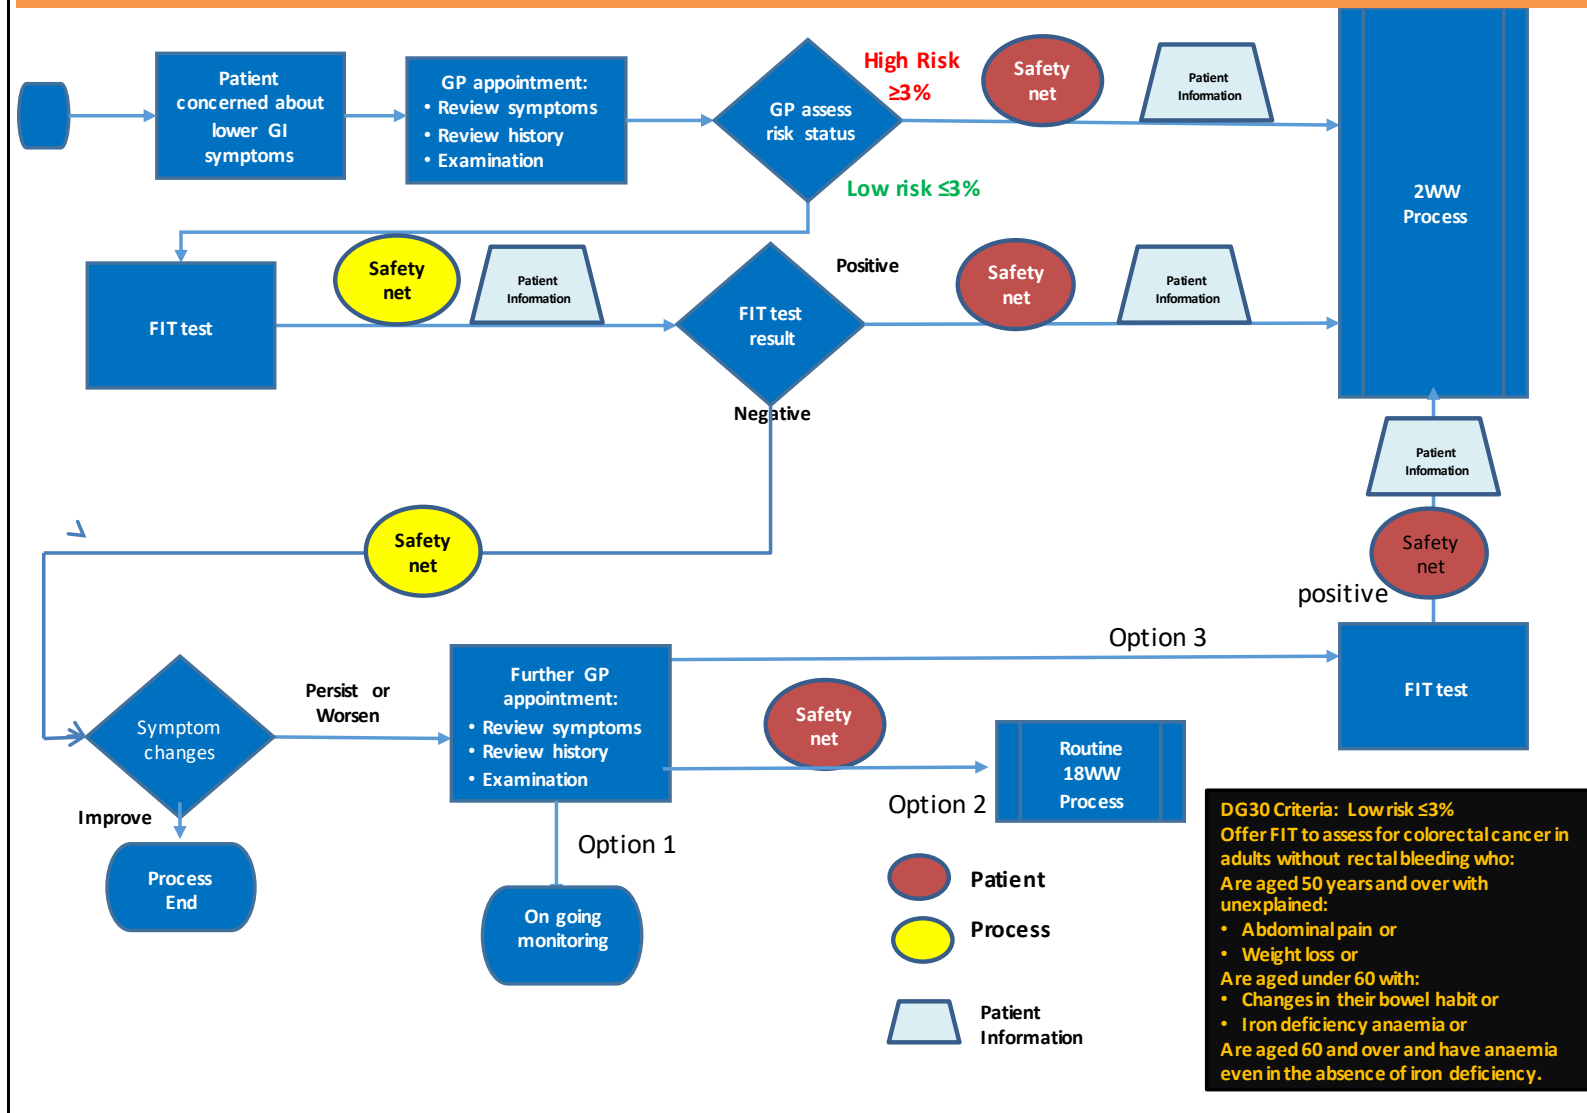 Patient
concerned about
lower GI
symptoms
GP appointment:
• Review symptoms
• Review history
• Examination
GP assess
risk status
High Risk
≥3%
Safety
net
Patient
Information
2WW
Process
Low risk ≤3%
FIT test
Safety
net
Patient
Information
FIT test
result
Positive
Safety
net
Patient
Information
Negative
Patient
Information
Safety
net
positive
Safety
net
Symptom
changes
Persist or
Worsen
Improve
Process
End
Further GP
appointment:
• Review symptoms
• Review history
• Examination
Option 3
FIT test
Safety
net
Option 2
Routine
18WW
Process
Option 1
On going
monitoring
Patient
Process
Patient
Information
DG30 Criteria: Low risk ≤3%
Offer FIT to assess for colorectal cancer in
adults without rectal bleeding who:
Are aged 50 years and over with
unexplained:
• Abdominal pain or
• Weight loss or
Are aged under 60 with:
• Changes in their bowel habit or
• Iron deficiency anaemia or
Are aged 60 and over and have anaemia
even in the absence of iron deficiency.